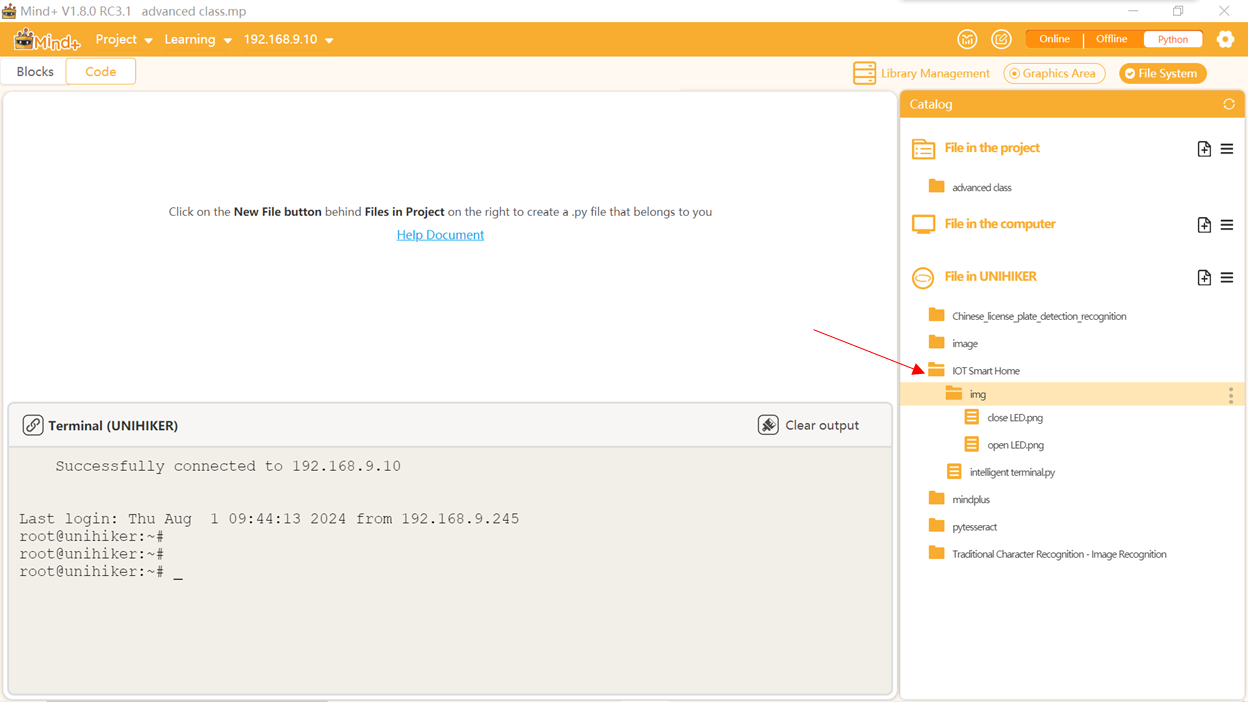 Mind+ V1.8.0 RC3.1 advanced class.mp
Mind+ Project Learning 192.168.9.10 Online Offline Python
Blocks Code Library Management Graphics Area File System
Catalog
File in the project
advanced class
File in the computer
File in UNIHIKER
Chinese_license_plate_detection_recognition
image
IOT Smart Home
img
close LED.png
open LED.png
intelligent terminal.py
mindplus
pytesseract
Traditional Character Recognition - Image Recognition
Click on the New File button behind Files in Project on the right to create a .py file that belongs to you
Help Document
Terminal (UNIHIKER) Clear output
Successfully connected to 192.168.9.10
Last login: Thu Aug  1 09:44:13 2024 from 192.168.9.245
root@unihiker:~#
root@unihiker:~#
root@unihiker:~# _